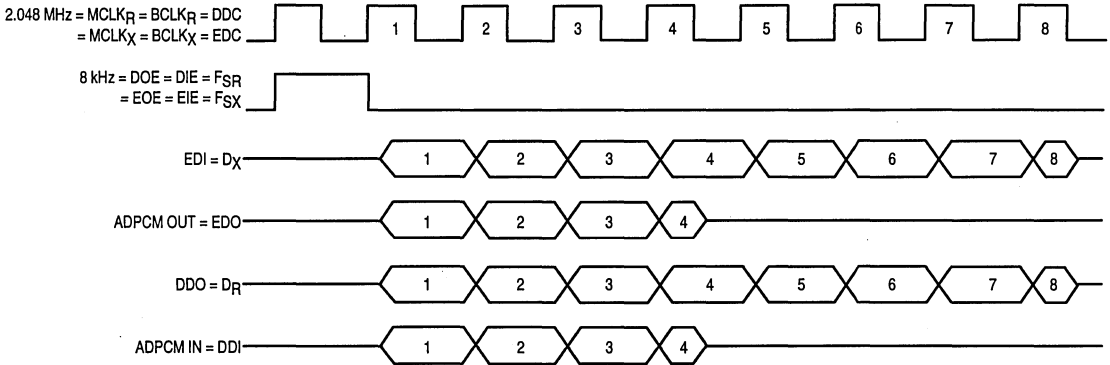 2.048 MHz = MCLKR = BCLKR = DDC
= MCLKX = BCLKX = EDC
1 2 3 4 5 6 7 8
8 kHz = DOE = DIE = FSR
= EOE = EIE = FSX
EDI = DX 1 2 3 4 5 6 7 8
ADPCM OUT = EDO 1 2 3 4
DDO = DR 1 2 3 4 5 6 7 8
ADPCM IN = DDI 1 2 3 4